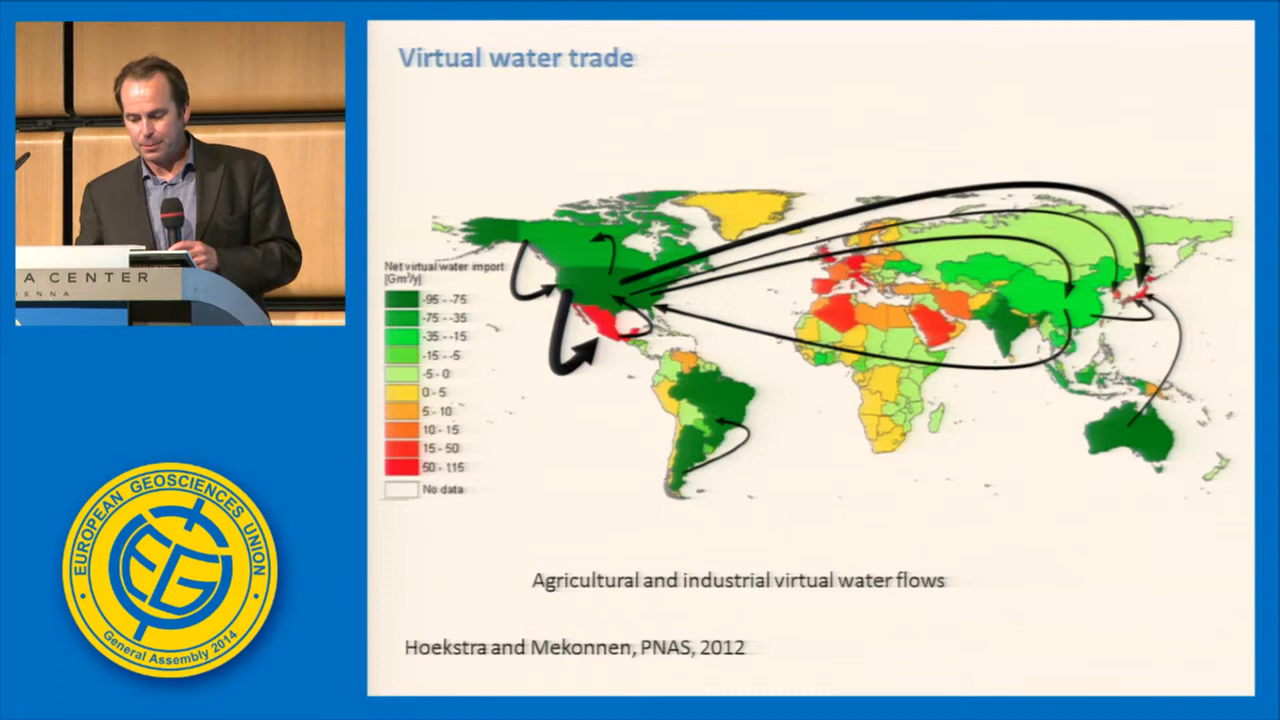 Virtual water trade
Net virtual water import
[Gm³/y]
-95 - -75
-75 - -35
-35 - -15
-15 - -5
-5 - 0
0 - 5
5 - 10
10 - 15
15 - 50
50 - 115
No data
Agricultural and industrial virtual water flows
Hoekstra and Mekonnen, PNAS, 2012
A CENTER
IENNA
EUROPEAN GEOSCIENCES UNION
EGU
General Assembly 2014